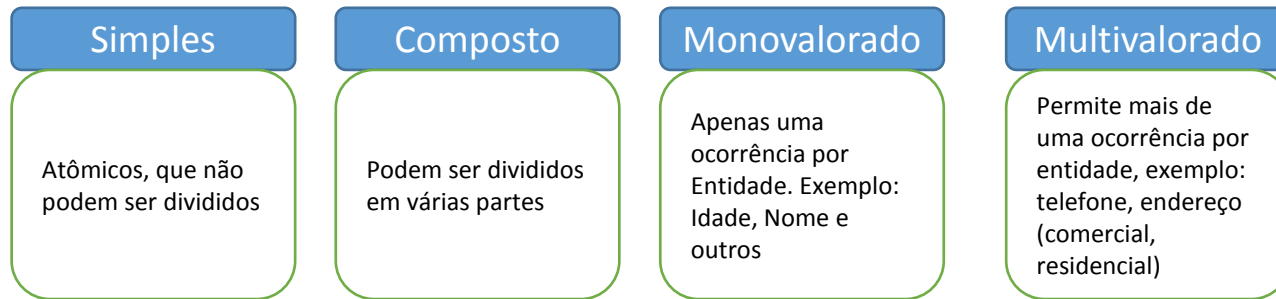 Simples
Atômicos, que não
podem ser divididos
Composto
Podem ser divididos
em várias partes
Monovalorado
Apenas uma
ocorrência por
Entidade. Exemplo:
Idade, Nome e
outros
Multivalorado
Permite mais de
uma ocorrência por
entidade, exemplo:
telefone, endereço
(comercial,
residencial)